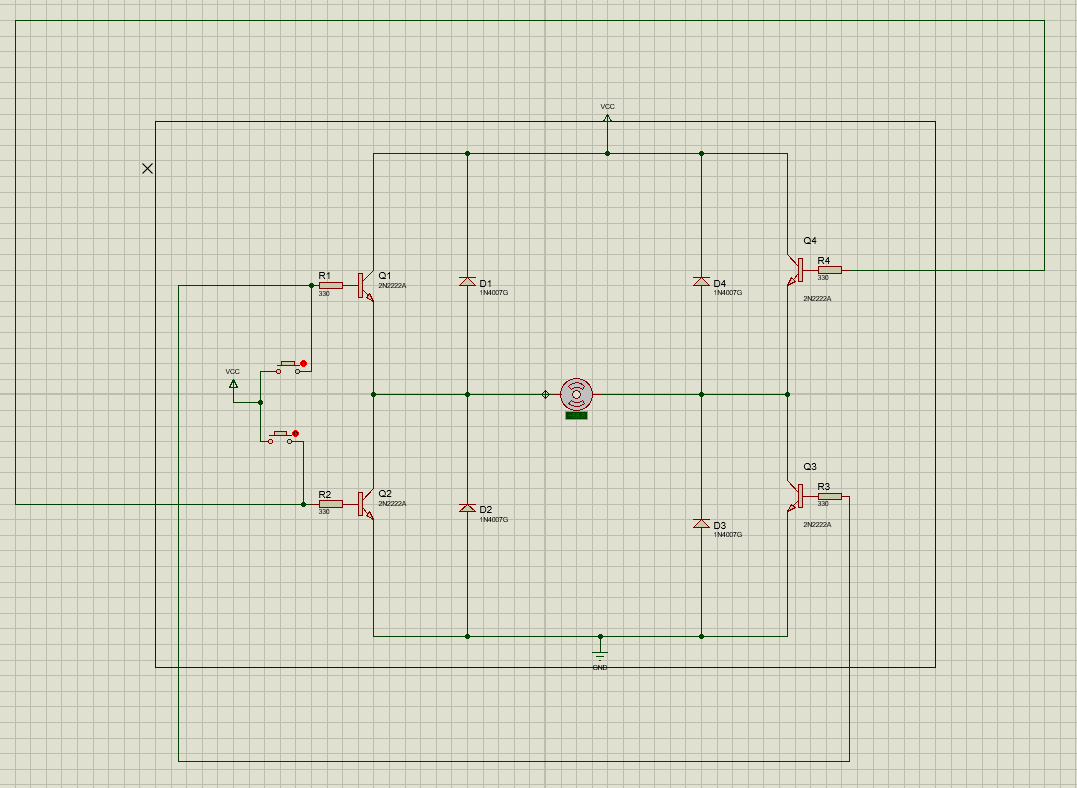 VCC
Q4
R4
330
2N2222A
R1
330
Q1
2N2222A
D1
1N4007G
D4
1N4007G
VCC
Q3
R3
330
2N2222A
R2
330
Q2
2N2222A
D2
1N4007G
D3
1N4007G
GND